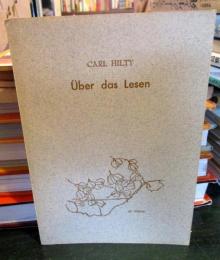 CARL HILTY
Über das Lesen